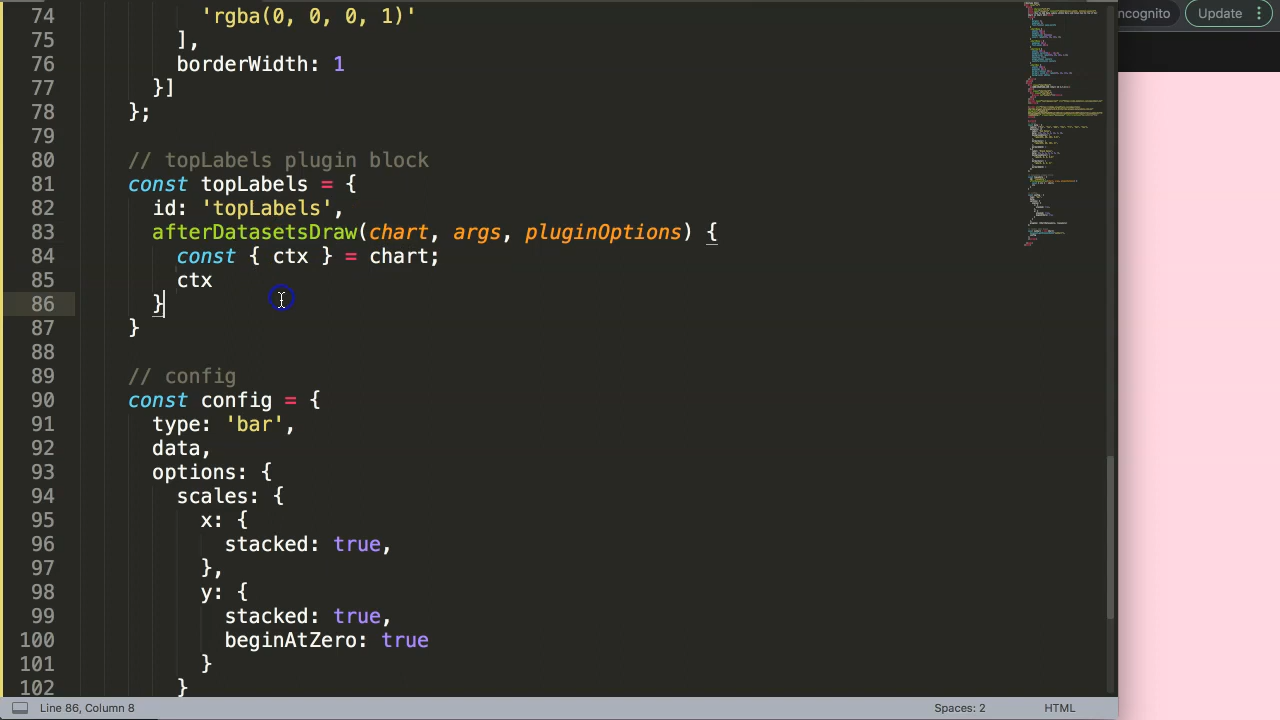 74 'rgba(0, 0, 0, 1)'
ncognito Update
75 ],
76 borderWidth: 1
77 }]
78 };
79
80 // topLabels plugin block
81 const topLabels = {
82 id: 'topLabels',
83 afterDatasetsDraw(chart, args, pluginOptions) {
84 const { ctx } = chart;
85 ctx
86 }
87 }
88
89 // config
90 const config = {
91 type: 'bar',
92 data,
93 options: {
94 scales: {
95 x: {
96 stacked: true,
97 },
98 y: {
99 stacked: true,
100 beginAtZero: true
101 }
102 }
Line 86, Column 8 Spaces: 2 HTML